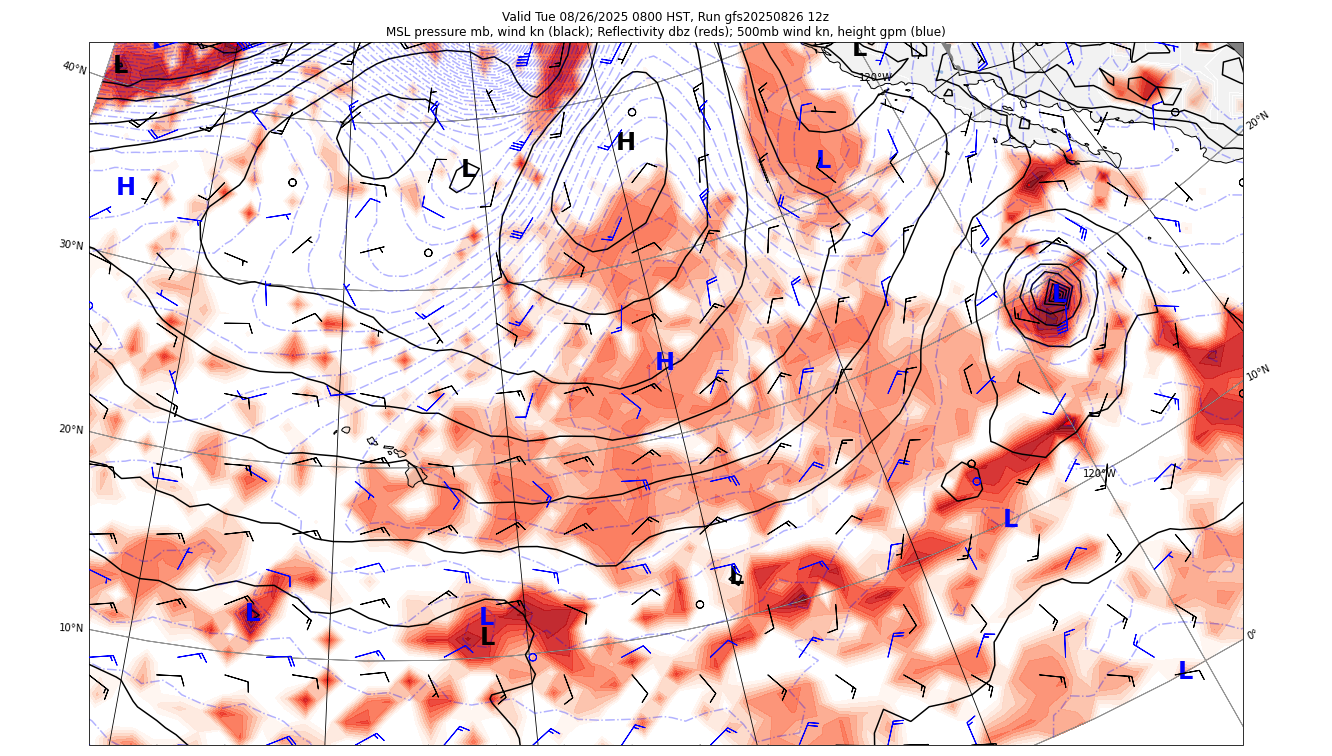 Valid Tue 08/26/2025 0800 HST, Run gfs20250826 12z
MSL pressure mb, wind kn (black); Reflectivity dbz (reds); 500mb wind kn, height gpm (blue)
L
L
40°N
120°W
20°N
H
L
L
H
30°N
L
H
10°N
20°N
120°W
L
L
L
L
10°N
L
0°
L